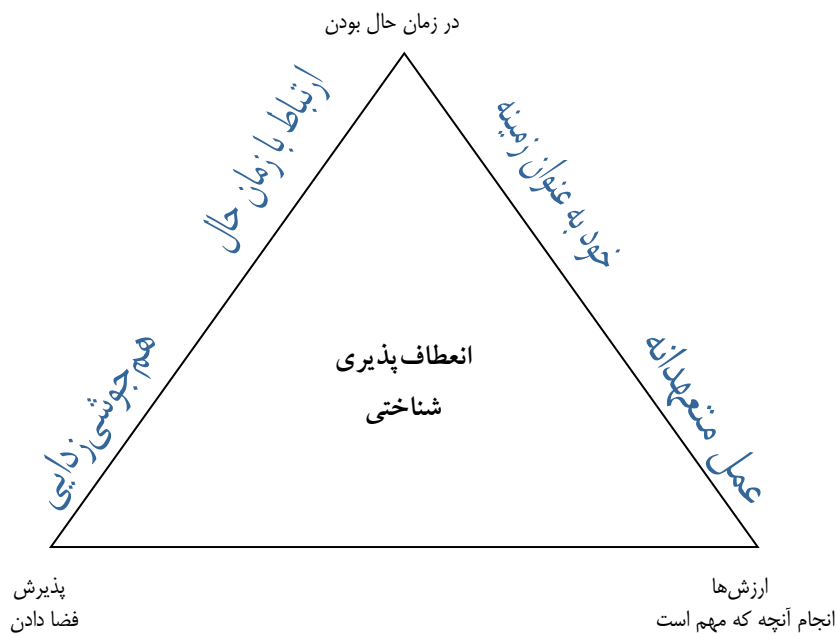 در زمان حال بودن
ارتباط با زمان حال
خود به عنوان زمینه
انعطاف‌پذیری
شناختی
هم‌جوشی‌زدایی
عمل متعهدانه
ارزش‌ها
انجام آنچه که مهم است
پذیرش
فضا دادن